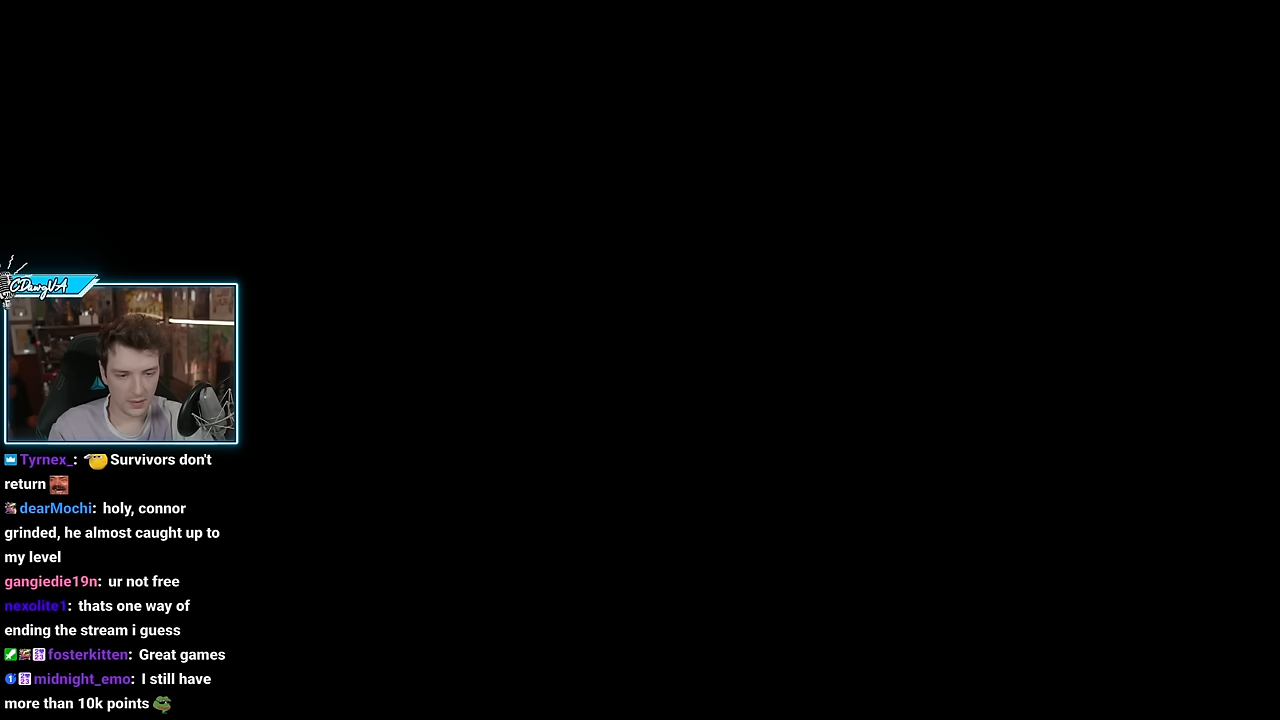 CDawgVA
Tyrnex_: Survivors don't
return
dearMochi: holy, connor
grinded, he almost caught up to
my level
gangiedie19n: ur not free
nexolite1: thats one way of
ending the stream i guess
fosterkitten: Great games
midnight_emo: I still have
more than 10k points